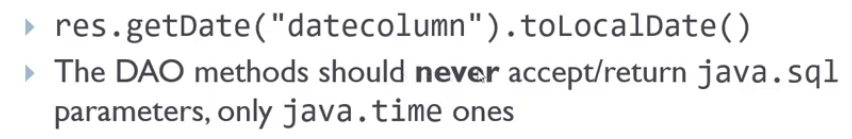 res.getDate("datecolumn").toLocalDate()
The DAO methods should never accept/return java.sql
parameters, only java.time ones